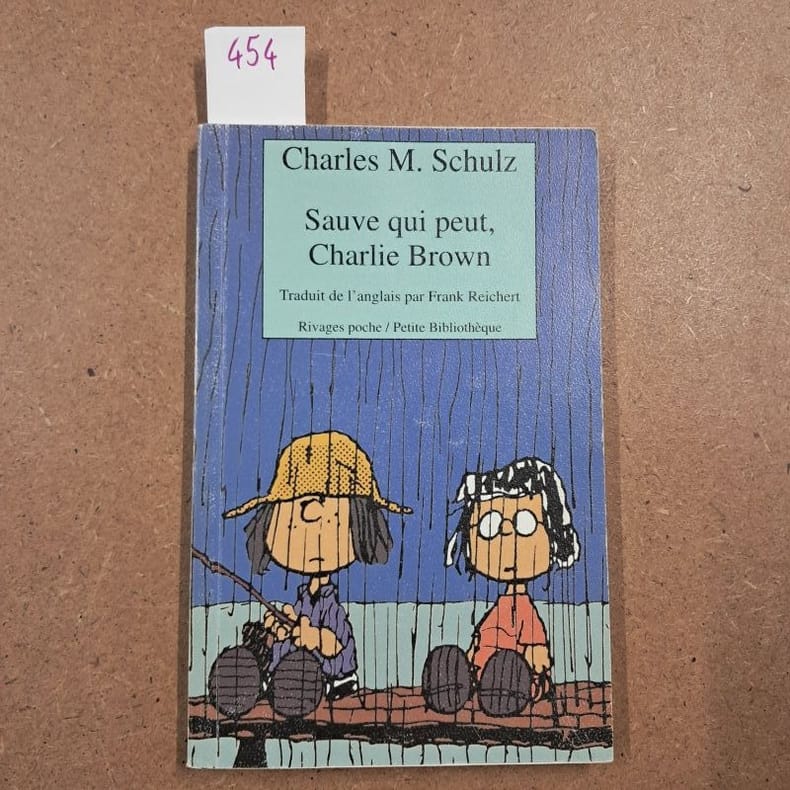 454
Charles M. Schulz
Sauve qui peut,
Charlie Brown
Traduit de l'anglais par Frank Reichert
Rivages poche / Petite Bibliothèque